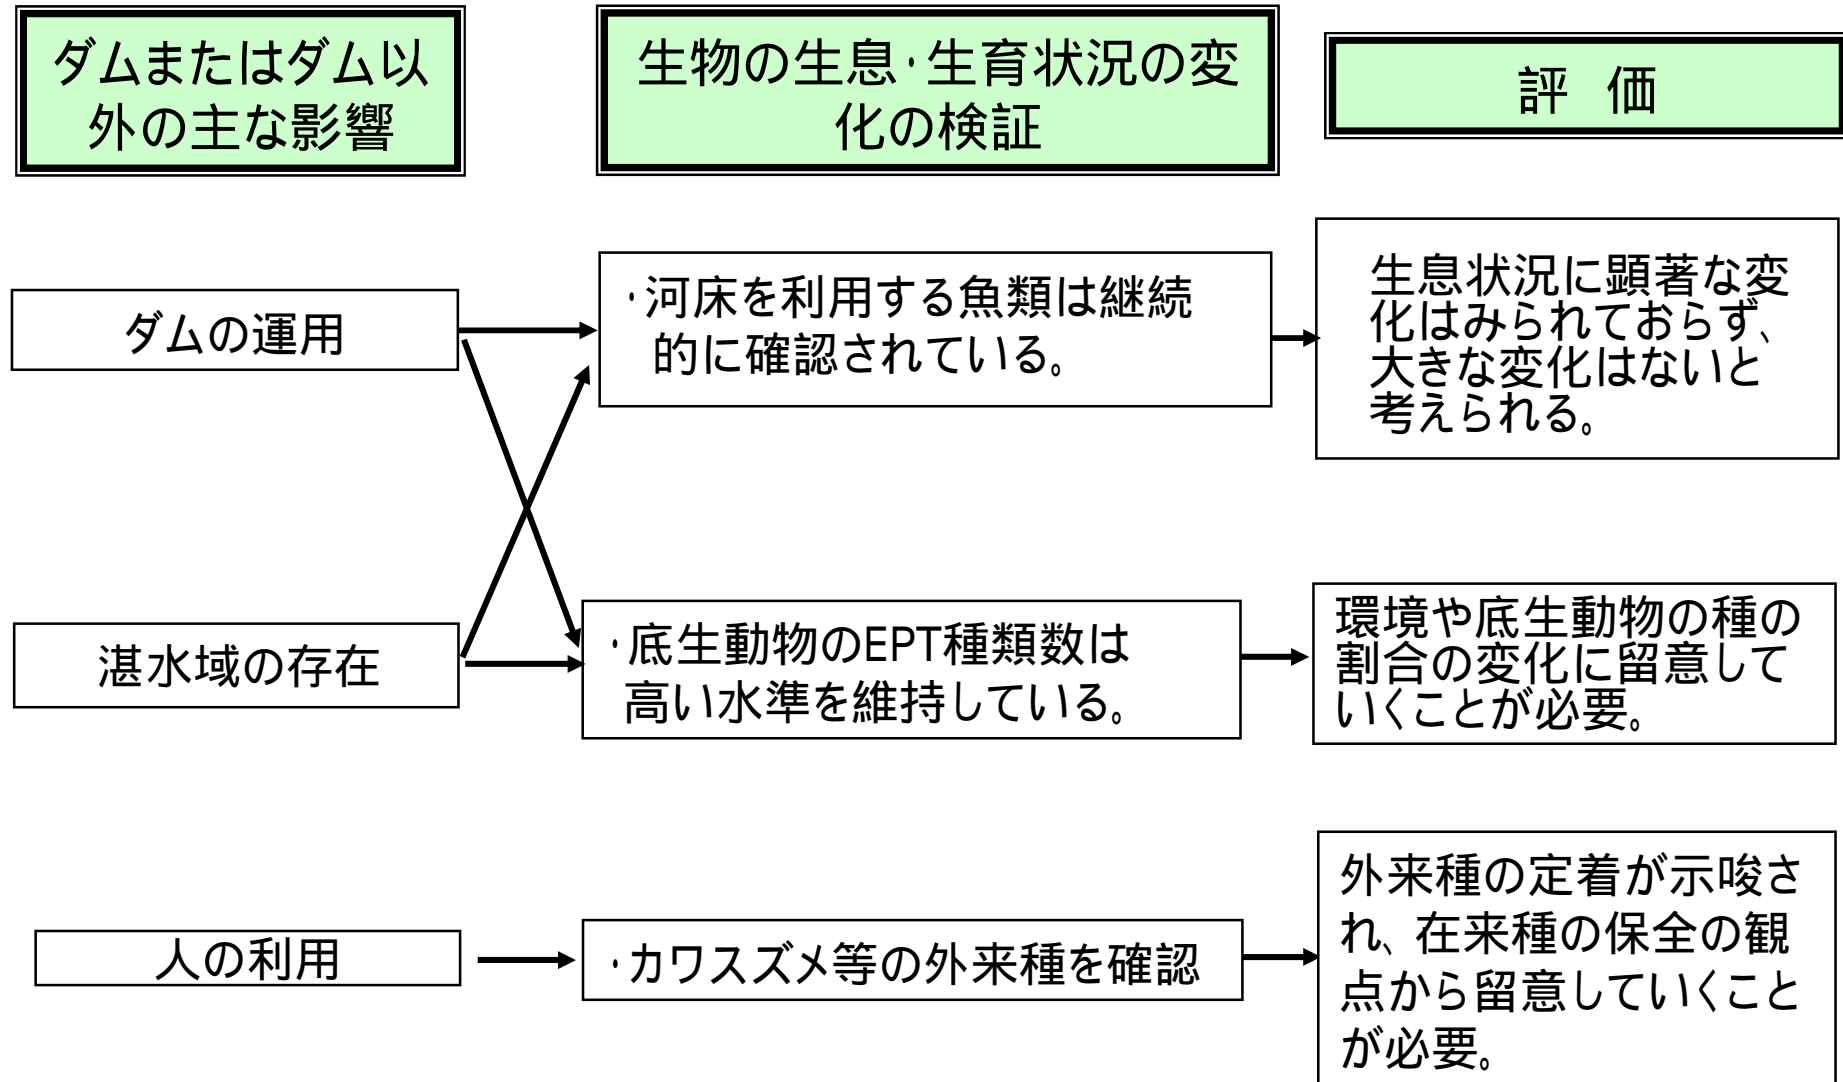 ダムまたはダム以
外の主な影響
生物の生息・生育状況の変
化の検証
評 価
ダムの運用
・河床を利用する魚類は継続
的に確認されている。
生息状況に顕著な変
化はみられておらず、
大きな変化はないと
考えられる。
湛水域の存在
・底生動物のEPT種類数は
高い水準を維持している。
環境や底生動物の種の
割合の変化に留意して
いくことが必要。
人の利用
・カワスズメ等の外来種を確認
外来種の定着が示唆さ
れ、在来種の保全の観
点から留意していくこと
が必要。